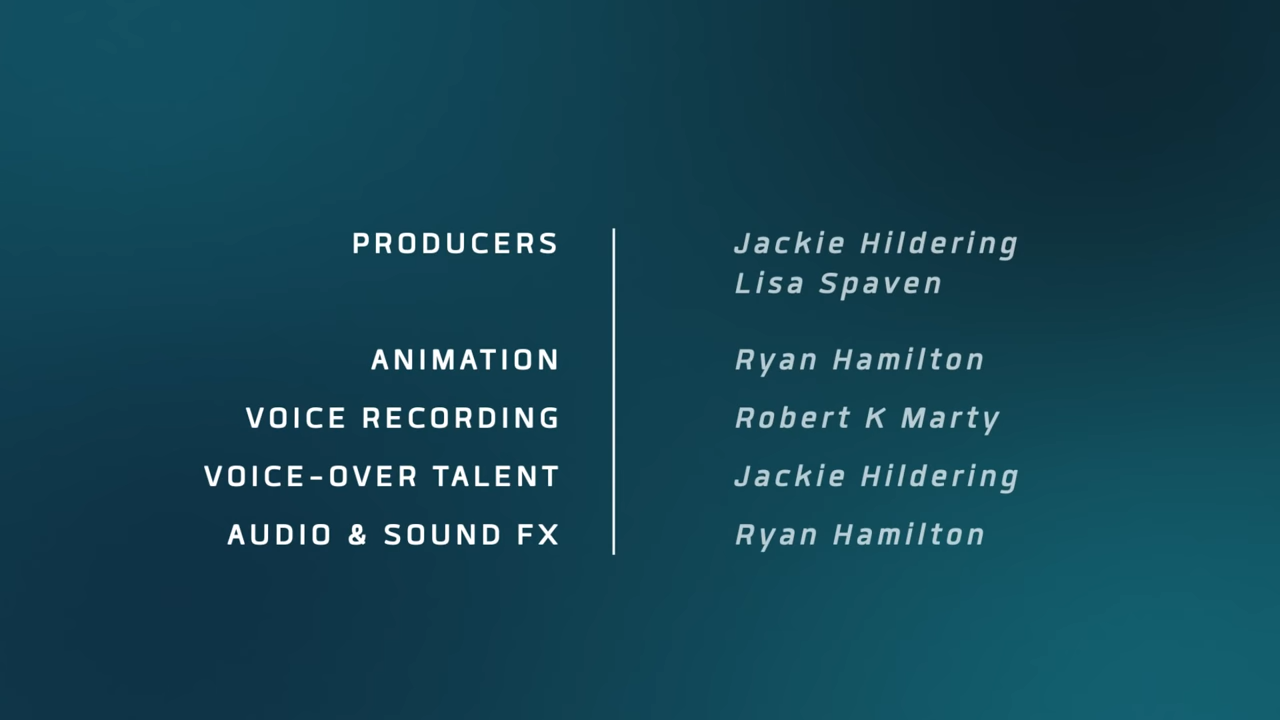 PRODUCERS Jackie Hildering
Lisa Spaven
ANIMATION Ryan Hamilton
VOICE RECORDING Robert K Marty
VOICE-OVER TALENT Jackie Hildering
AUDIO & SOUND FX Ryan Hamilton